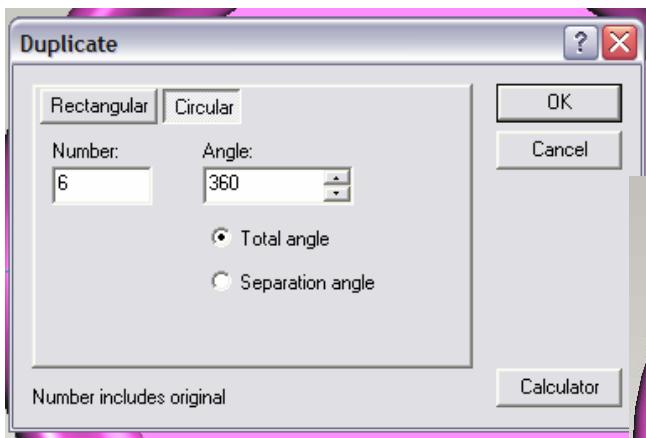 Duplicate
Rectangular Circular OK
Number: Angle: Cancel
6 360
Total angle
Separation angle
Number includes original Calculator